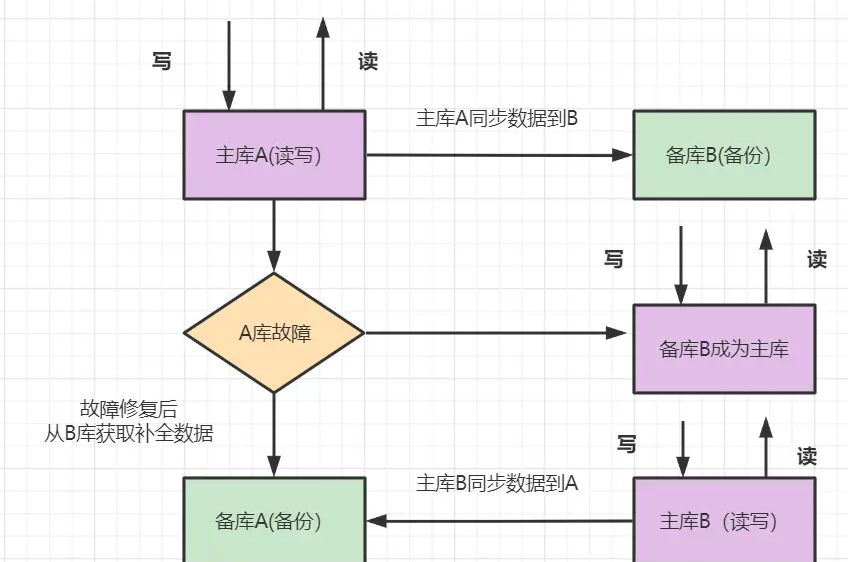 写
读
主库A同步数据到B
主库A(读写)
备库B(备份)
写
读
A库故障
备库B成为主库
故障修复后
从B库获取补全数据
写
读
主库B同步数据到A
备库A(备份)
主库B（读写)